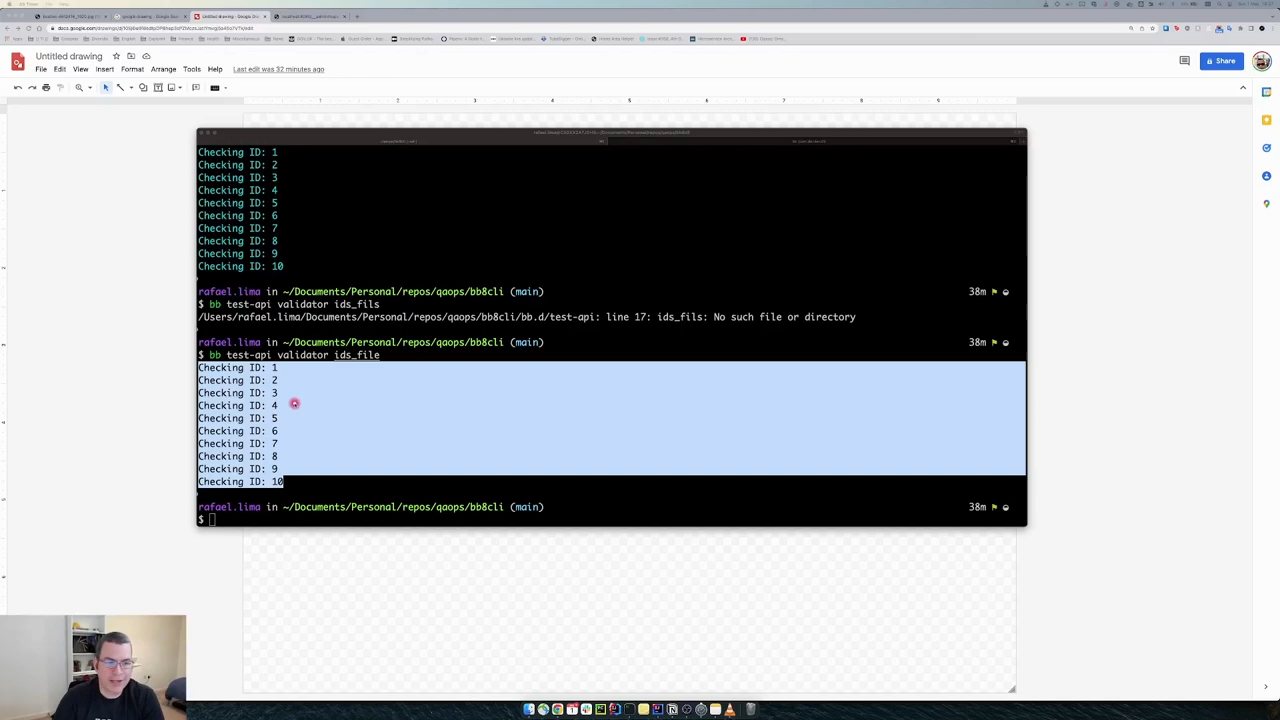 Untitled drawing
File Edit View Insert Format Arrange Tools Help Last edit was 32 minutes ago
Share
Checking ID: 1
Checking ID: 2
Checking ID: 3
Checking ID: 4
Checking ID: 5
Checking ID: 6
Checking ID: 7
Checking ID: 8
Checking ID: 9
Checking ID: 10
rafael.lima in ~/Documents/Personal/repos/qaops/bb8cli (main) 38m
$ bb test-api validator ids_fils
/Users/rafael.lima/Documents/Personal/repos/qaops/bb8cli/bb.d/test-api: line 17: ids_fils: No such file or directory
rafael.lima in ~/Documents/Personal/repos/qaops/bb8cli (main) 38m
$ bb test-api validator ids_file
Checking ID: 1
Checking ID: 2
Checking ID: 3
Checking ID: 4
Checking ID: 5
Checking ID: 6
Checking ID: 7
Checking ID: 8
Checking ID: 9
Checking ID: 10
rafael.lima in ~/Documents/Personal/repos/qaops/bb8cli (main) 38m
$